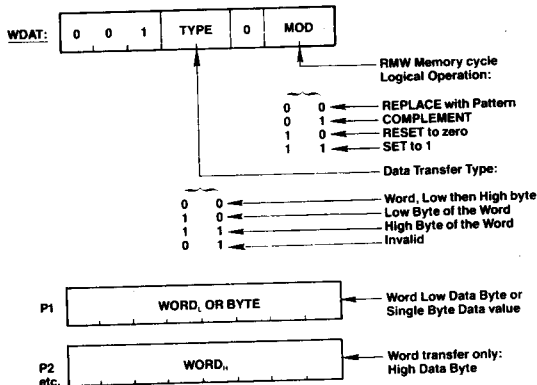 WDAT: 0 0 1 TYPE 0 MOD
RMW Memory cycle
Logical Operation:
0 0 REPLACE with Pattern
0 1 COMPLEMENT
1 0 RESET to zero
1 1 SET to 1
Data Transfer Type:
0 0 Word, Low then High byte
1 0 Low Byte of the Word
1 1 High Byte of the Word
0 1 Invalid
P1 WORDL OR BYTE Word Low Data Byte or
Single Byte Data value
P2 WORDH Word transfer only:
etc. High Data Byte